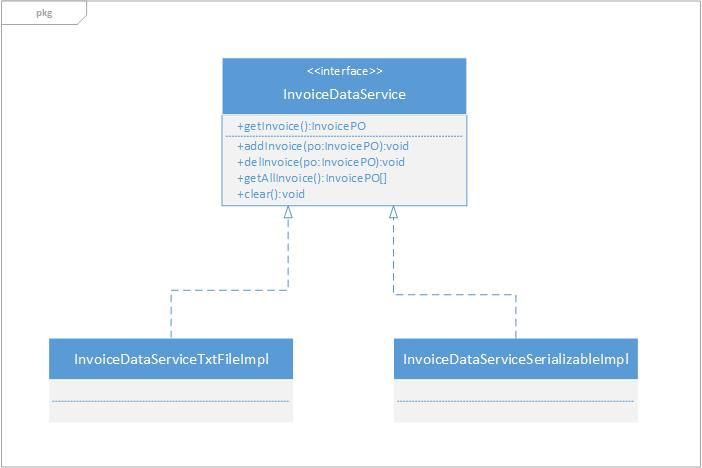 pkg
<<interface>>
InvoiceDataService
+getInvoice():InvoicePO
+addInvoice(po:InvoicePO):void
+delInvoice(po:InvoicePO):void
+getAllInvoice():InvoicePO[]
+clear():void
InvoiceDataServiceTxtFileImpl
InvoiceDataServiceSerializableImpl